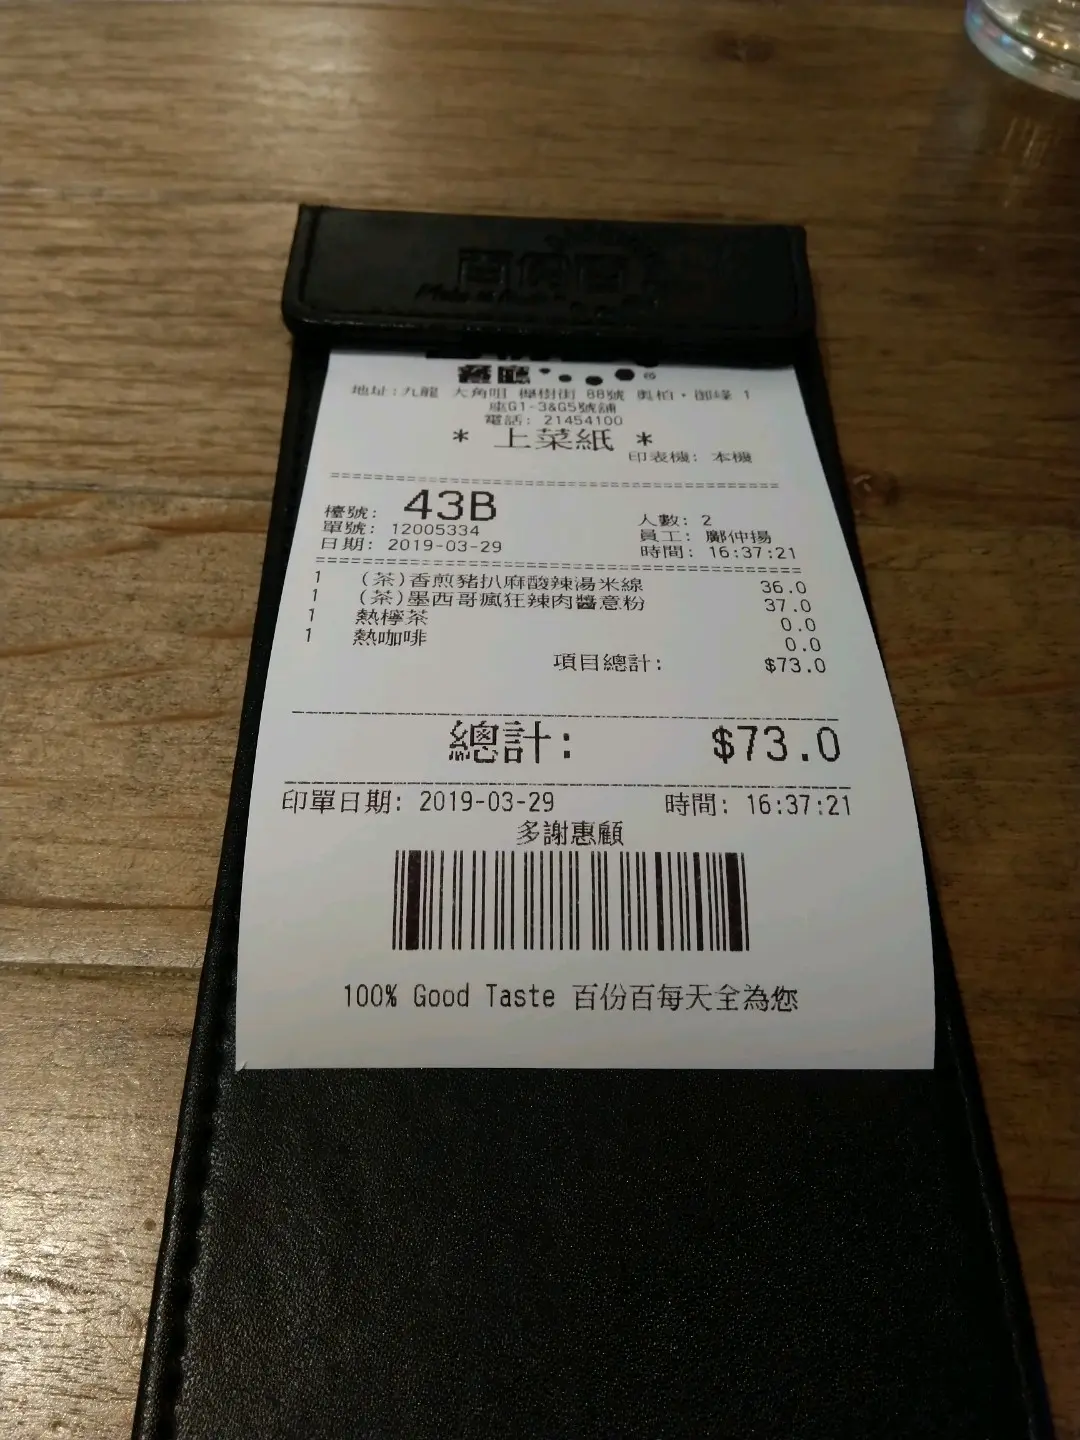 地址:九龍 大角咀 櫸樹街 88號 奧柏·御峰 1
座G1-3&G5號舖
電話: 21454100
* 上菜紙 *
印表機: 本機
檯號: 43B 人數: 2
單號: 12005334 員工: 鄺仲揚
日期: 2019-03-29 時間: 16:37:21
1 (茶)香煎豬扒麻酸辣湯米線 36.0
1 (茶)墨西哥瘋狂辣肉醬意粉 37.0
1 熱檸茶 0.0
1 熱咖啡 0.0
項目總計: $73.0
總計: $73.0
印單日期: 2019-03-29 時間: 16:37:21
多謝惠顧
100% Good Taste 百份百每天全為您